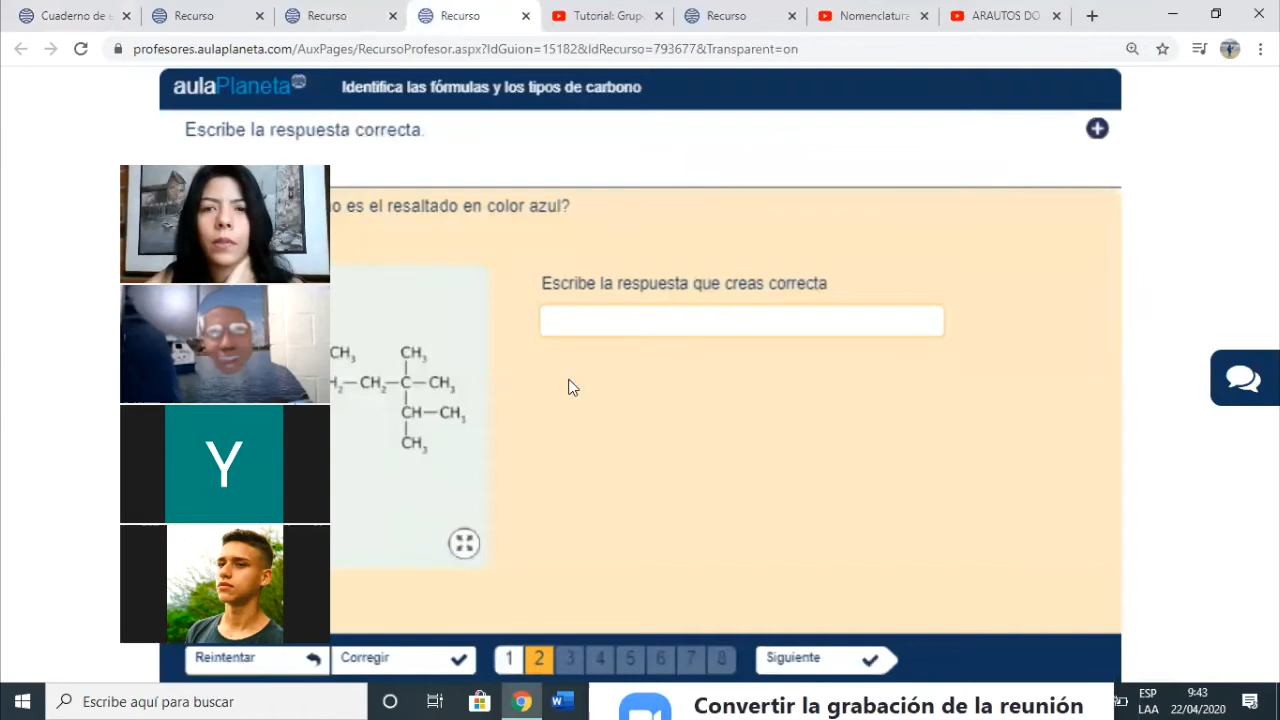 Cuaderno de e
Recurso
Recurso
Recurso
Tutorial: Grup
Recurso
Nomenclatura
ARAUTOS DO
profesores.aulaplaneta.com/AuxPages/RecursoProfesor.aspx?IdGuion=15182&IdRecurso=793677&Transparent=on
aulaPlaneta
Identifica las fórmulas y los tipos de carbono
Escribe la respuesta correcta.
o es el resaltado en color azul?
Escribe la respuesta que creas correcta
CH₃ CH₃
H₂—CH₂—C—CH₃
CH—CH₃
CH₃
Y
Reintentar
Corregir
1 2 3 4 5 6 7 8
Siguiente
Escribe aquí para buscar
Convertir la grabación de la reunión
ESP
LAA
9:43
22/04/2020